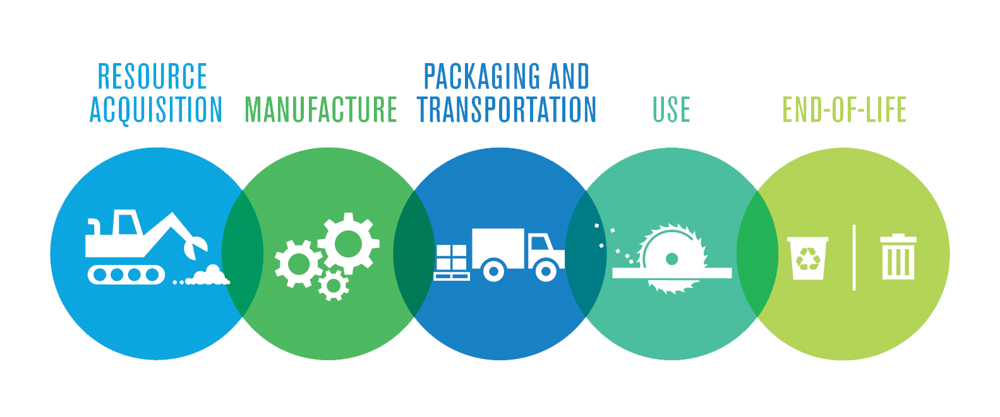 RESOURCE
ACQUISITION
MANUFACTURE
PACKAGING AND
TRANSPORTATION
USE
END-OF-LIFE